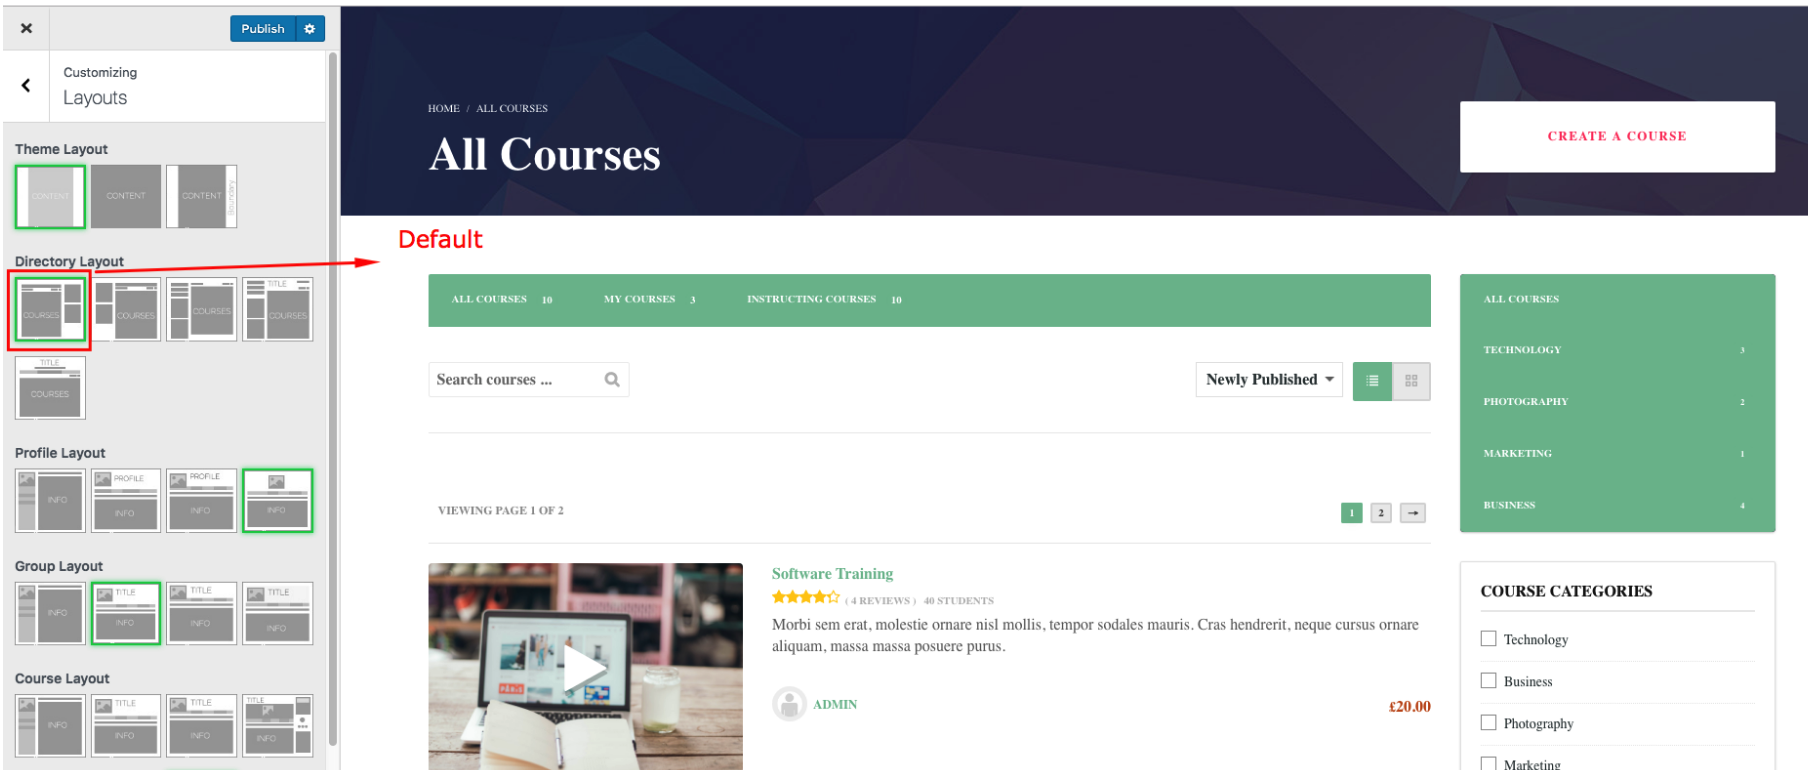 Publish
Customizing
Layouts
Theme Layout
CONTENT
CONTENT
CONTENT
Boundary
Directory Layout
COURSES
COURSES
COURSES
TITLE
COURSES
TITLE
COURSES
Profile Layout
INFO
PROFILE
INFO
PROFILE
INFO
INFO
Group Layout
INFO
TITLE
INFO
TITLE
INFO
TITLE
INFO
Course Layout
INFO
TITLE
INFO
TITLE
INFO
TITLE
INFO
HOME / ALL COURSES
All Courses
CREATE A COURSE
Default
ALL COURSES 10 MY COURSES 3 INSTRUCTING COURSES 10
Search courses ...
Newly Published
VIEWING PAGE 1 OF 2
1 2 →
Software Training
( 4 REVIEWS ) 40 STUDENTS
Morbi sem erat, molestie ornare nisl mollis, tempor sodales mauris. Cras hendrerit, neque cursus ornare
aliquam, massa massa posuere purus.
ADMIN
£20.00
ALL COURSES
TECHNOLOGY 3
PHOTOGRAPHY 2
MARKETING 1
BUSINESS 4
COURSE CATEGORIES
Technology
Business
Photography
Marketing